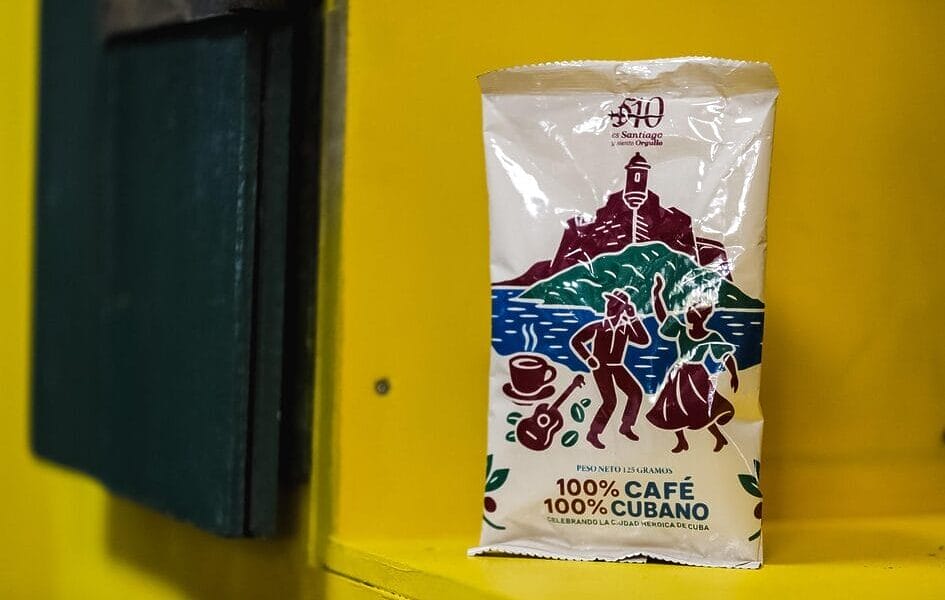 510
es Santiago
y siento Orgullo
PESO NETO 125 GRAMOS
100% CAFÉ
100% CUBANO
CELEBRANDO LA CIUDAD HEROICA DE CUBA